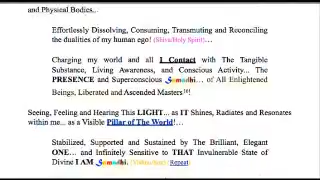 and Physical Bodies..
Effortlessly Dissolving, Consuming, Transmuting and Reconciling
the dualities of my human ego! (Shiva/Holy Spirit)…
Charging my world and all I Contact with The Tangible
Substance, Living Awareness, and Conscious Activity... The
PRESENCE and Superconscious Samadhi... of All Enlightened
Beings, Liberated and Ascended Masters!
Seeing, Feeling and Hearing This LIGHT... as IT Shines, Radiates and Resonates
within me... as a Visible Pillar of The World!…
Stabilized, Supported and Sustained by The Brilliant, Elegant
ONE... and Infinitely Sensitive to THAT Invulnerable State of
Divine I AM Samadhi. Repeat